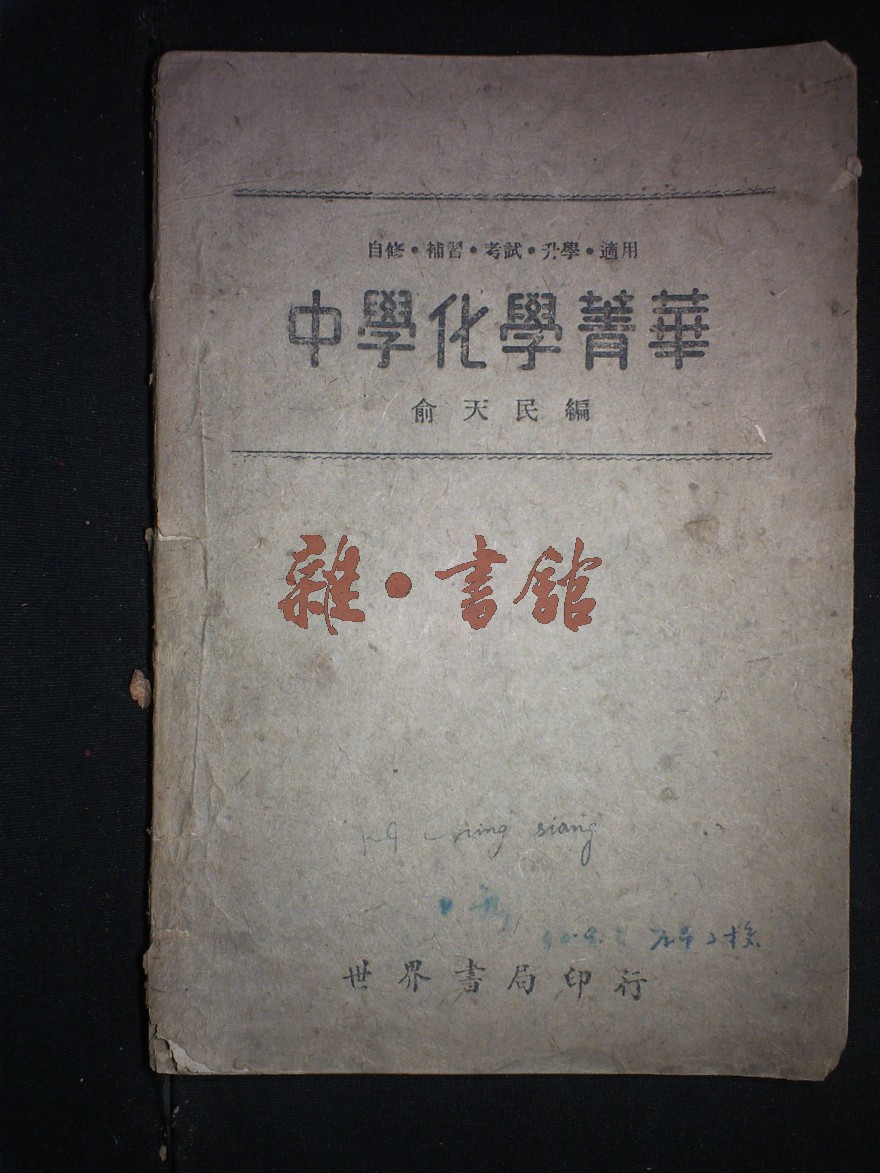 自修・補習・考試・升學・適用
中學化學菁華
俞天民編
雜・書館
siang
世界書局印行